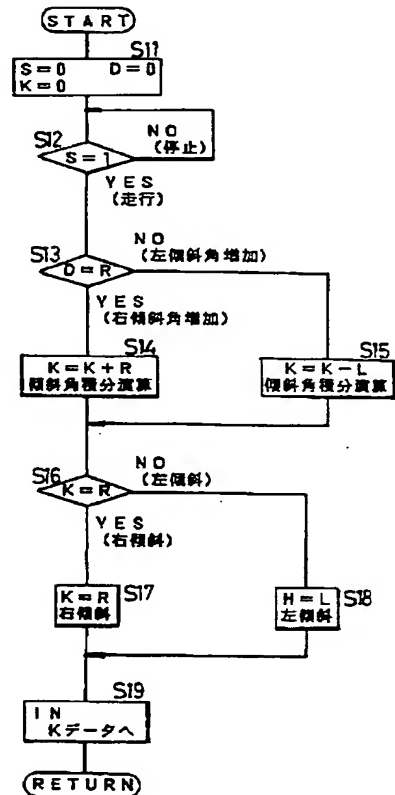 START
S11
S=0 D=0
K=0
S12
S=1
NO
(停止)
YES
(走行)
S13
D=R
NO
(左傾斜角増加)
YES
(右傾斜角増加)
S14
K=K+R
傾斜角積分演算
S15
K=K-L
傾斜角積分演算
S16
K=R
NO
(左傾斜)
YES
(右傾斜)
K=R
右傾斜
S17
H=L
左傾斜
S18
S19
IN
Kデータへ
RETURN